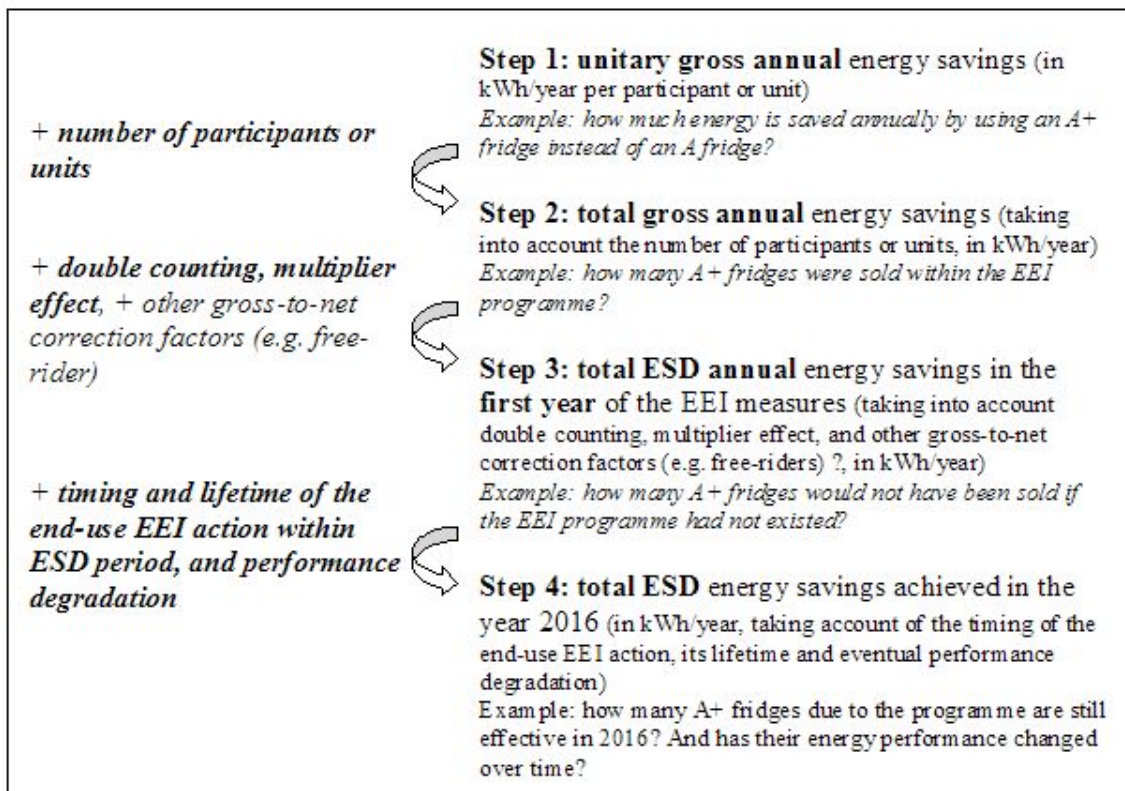 Step 1: unitary gross annual energy savings (in
kWh/year per participant or unit)
Example: how much energy is saved annually by using an A+
fridge instead of an A fridge?
+ number of participants or
units
Step 2: total gross annual energy savings (taking
into account the number of participants or units, in kWh/year)
Example: how many A+ fridges were sold within the EEI
programme?
+ double counting, multiplier
effect, + other gross-to-net
correction factors (e.g. free-
rider)
Step 3: total ESD annual energy savings in the
first year of the EEI measures (taking into account
double counting, multiplier effect, and other gross-to-net
correction factors (e.g. free-riders) ?, in kWh/year)
Example: how many A+ fridges would not have been sold if
the EEI programme had not existed?
+ timing and lifetime of the
end-use EEI action within
ESD period, and performance
degradation
Step 4: total ESD energy savings achieved in the
year 2016 (in kWh/year, taking account of the timing of the
end-use EEI action, its lifetime and eventual performance
degradation)
Example: how many A+ fridges due to the programme are still
effective in 2016? And has their energy performance changed
over time?